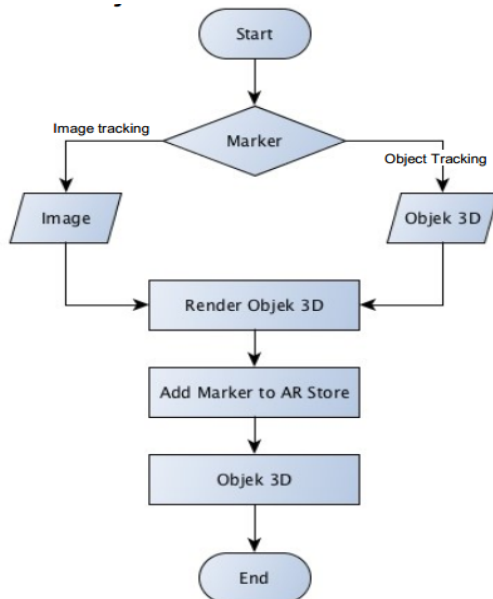 Start
Marker
Image tracking
Object Tracking
Image
Objek 3D
Render Objek 3D
Add Marker to AR Store
Objek 3D
End